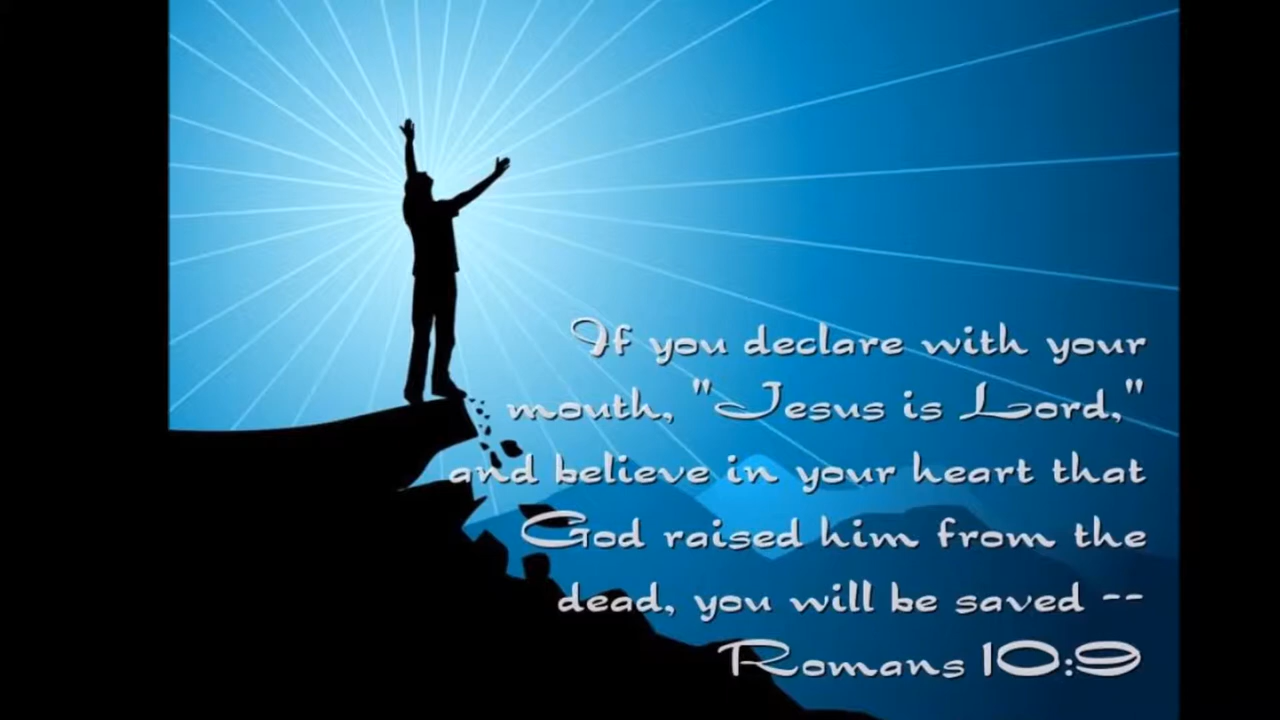 If you declare with your
mouth, "Jesus is Lord,"
and believe in your heart that
God raised him from the
dead, you will be saved --
Romans 10:9